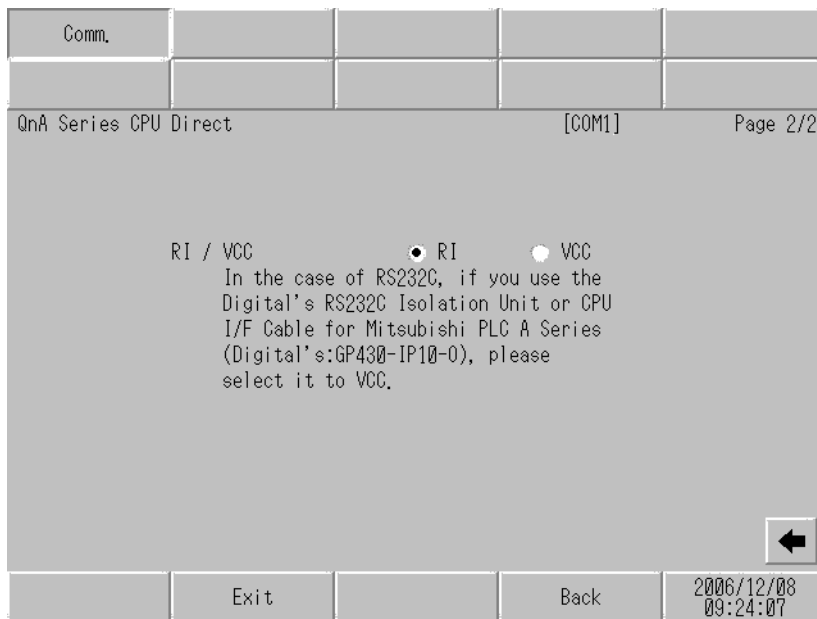 Comm.
QnA Series CPU Direct [COM1] Page 2/2
RI / VCC RI VCC
In the case of RS232C, if you use the
Digital's RS232C Isolation Unit or CPU
I/F Cable for Mitsubishi PLC A Series
(Digital's:GP430-IP10-O), please
select it to VCC.
Exit Back 2006/12/08
09:24:07